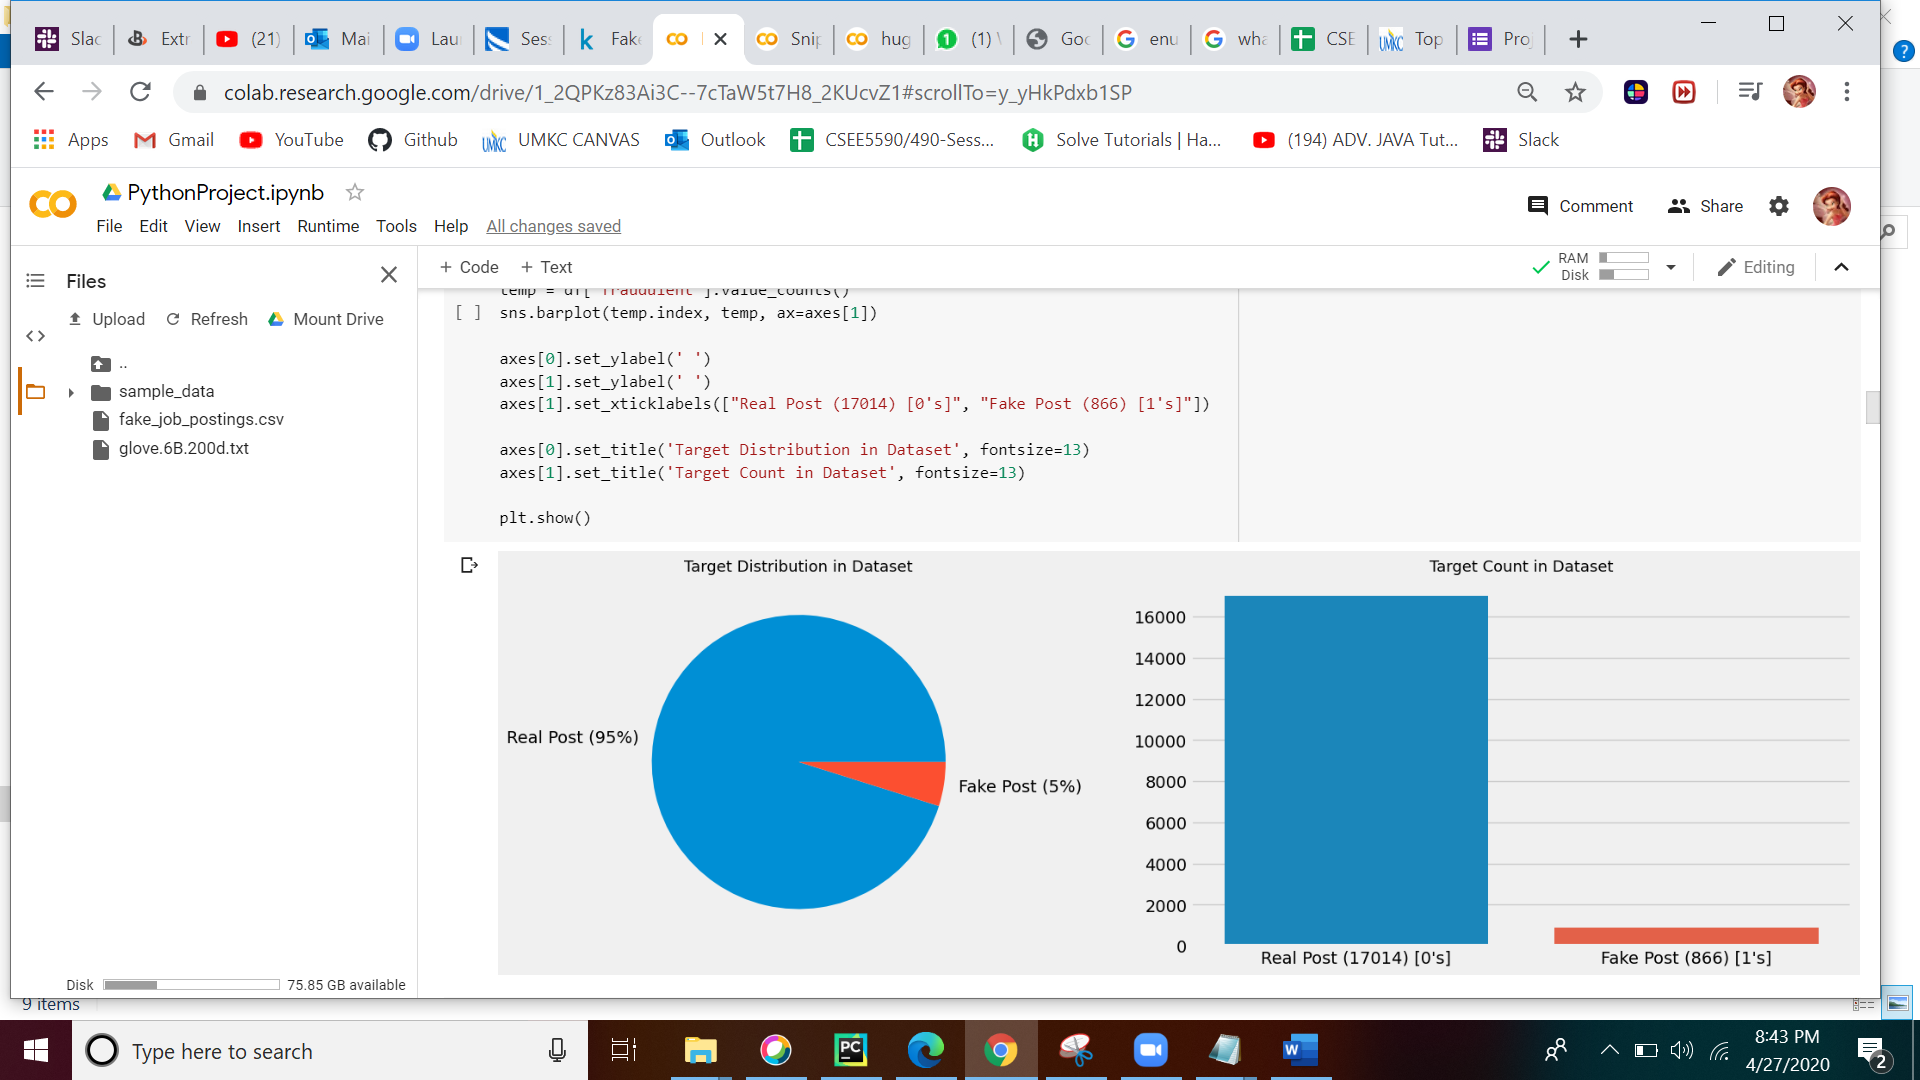 Slac
Extr
(21)
Mai
Lau
Sess
Fake
Snip
hug
(1)
Goo
enu
wha
CSE
Top
Proj
colab.research.google.com/drive/1_2QPKz83Ai3C--7cTaW5t7H8_2KUcvZ1#scrollTo=y_yHkPdxb1SP
Apps Gmail YouTube Github UMKC CANVAS Outlook CSEE5590/490-Sess... Solve Tutorials | Ha... (194) ADV. JAVA Tut... Slack
PythonProject.ipynb
File Edit View Insert Runtime Tools Help All changes saved
Comment Share
Files
+ Code + Text
RAM
Disk
Editing
Upload Refresh Mount Drive
..
sample_data
fake_job_postings.csv
glove.6B.200d.txt
temp = df['fraudulent'].value_counts()
[ ] sns.barplot(temp.index, temp, ax=axes[1])
axes[0].set_ylabel(' ')
axes[1].set_ylabel(' ')
axes[1].set_xticklabels(["Real Post (17014) [0's]", "Fake Post (866) [1's]"])
axes[0].set_title('Target Distribution in Dataset', fontsize=13)
axes[1].set_title('Target Count in Dataset', fontsize=13)
plt.show()
Target Distribution in Dataset
Real Post (95%)
Fake Post (5%)
Target Count in Dataset
16000
14000
12000
10000
8000
6000
4000
2000
0
Real Post (17014) [0's]
Fake Post (866) [1's]
Disk 75.85 GB available
9 items
Type here to search
PC
W
8:43 PM
4/27/2020
2